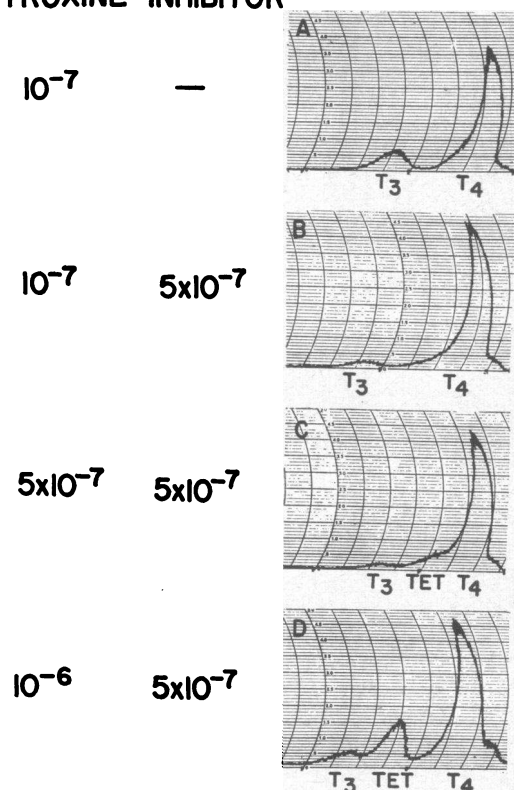 INHIBITOR
A
10⁻⁷ —
T₃ T₄
B
10⁻⁷ 5x10⁻⁷
T₃ T₄
C
5x10⁻⁷ 5x10⁻⁷
T₃ TET T₄
D
10⁻⁶ 5x10⁻⁷
T₃ TET T₄